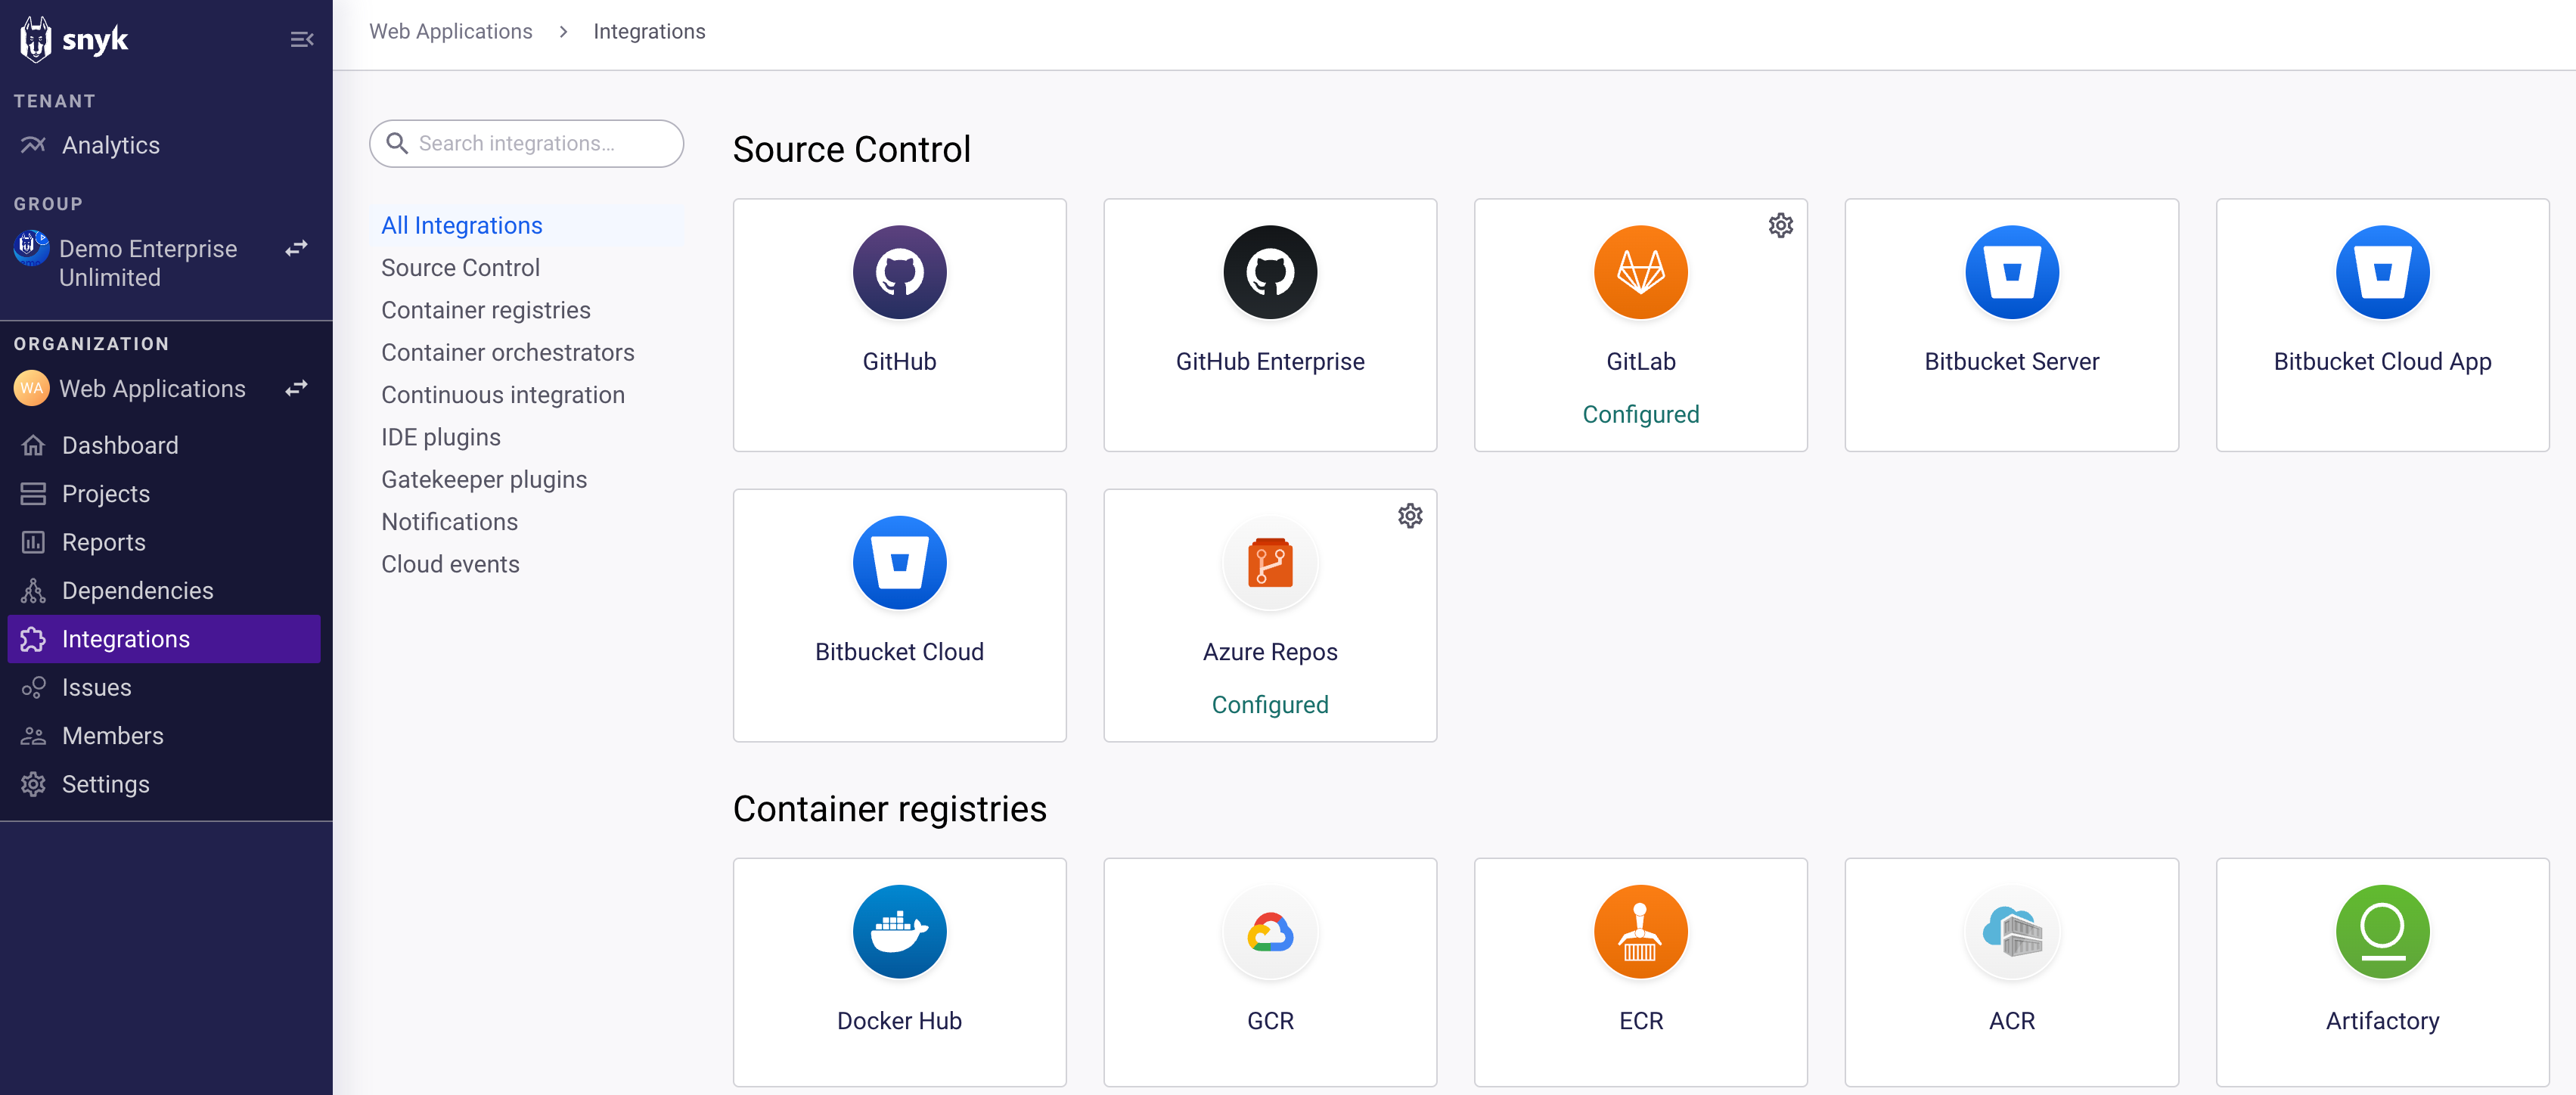 snyk
TENANT
Analytics
GROUP
Demo Enterprise
Unlimited
ORGANIZATION
WA Web Applications
Dashboard
Projects
Reports
Dependencies
Integrations
Issues
Members
Settings
Web Applications > Integrations
Search integrations...
All Integrations
Source Control
Container registries
Container orchestrators
Continuous integration
IDE plugins
Gatekeeper plugins
Notifications
Cloud events
Source Control
GitHub
GitHub Enterprise
GitLab
Configured
Bitbucket Server
Bitbucket Cloud App
Bitbucket Cloud
Azure Repos
Configured
Container registries
Docker Hub
GCR
ECR
ACR
Artifactory